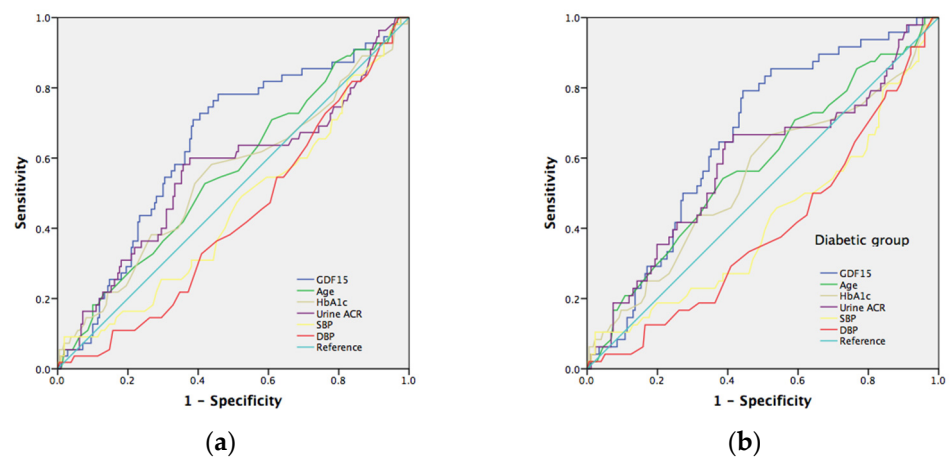 1.0
0.8
0.6
0.4
0.2
0.0
Sensitivity
0.0 0.2 0.4 0.6 0.8 1.0
1 - Specificity
GDF15
Age
HbA1c
Urine ACR
SBP
DBP
Reference
(a)
1.0
0.8
0.6
0.4
0.2
0.0
Sensitivity
0.0 0.2 0.4 0.6 0.8 1.0
1 - Specificity
Diabetic group
GDF15
Age
HbA1c
Urine ACR
SBP
DBP
Reference
(b)